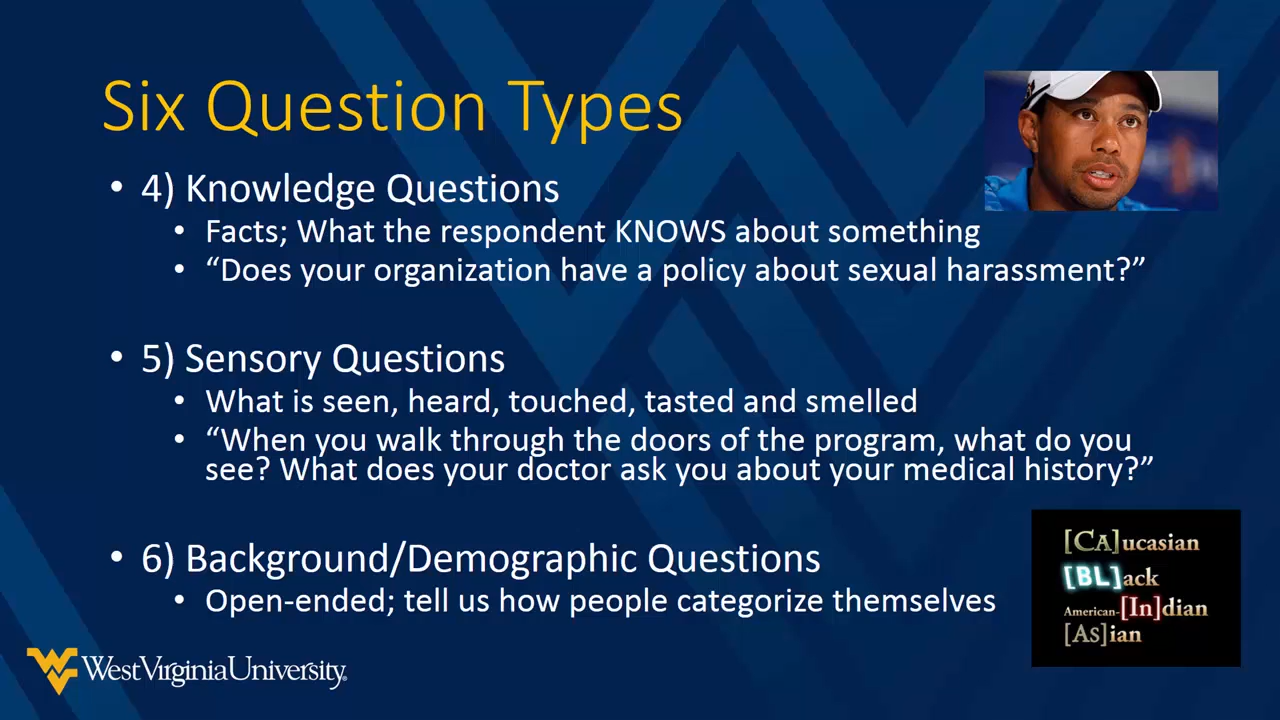 Six Question Types
• 4) Knowledge Questions
• Facts; What the respondent KNOWS about something
• “Does your organization have a policy about sexual harassment?”
• 5) Sensory Questions
• What is seen, heard, touched, tasted and smelled
• “When you walk through the doors of the program, what do you
see? What does your doctor ask you about your medical history?”
• 6) Background/Demographic Questions
• Open-ended; tell us how people categorize themselves
[CA]ucasian
[BL]ack
American-[In]dian
[As]ian
WestVirginiaUniversity.